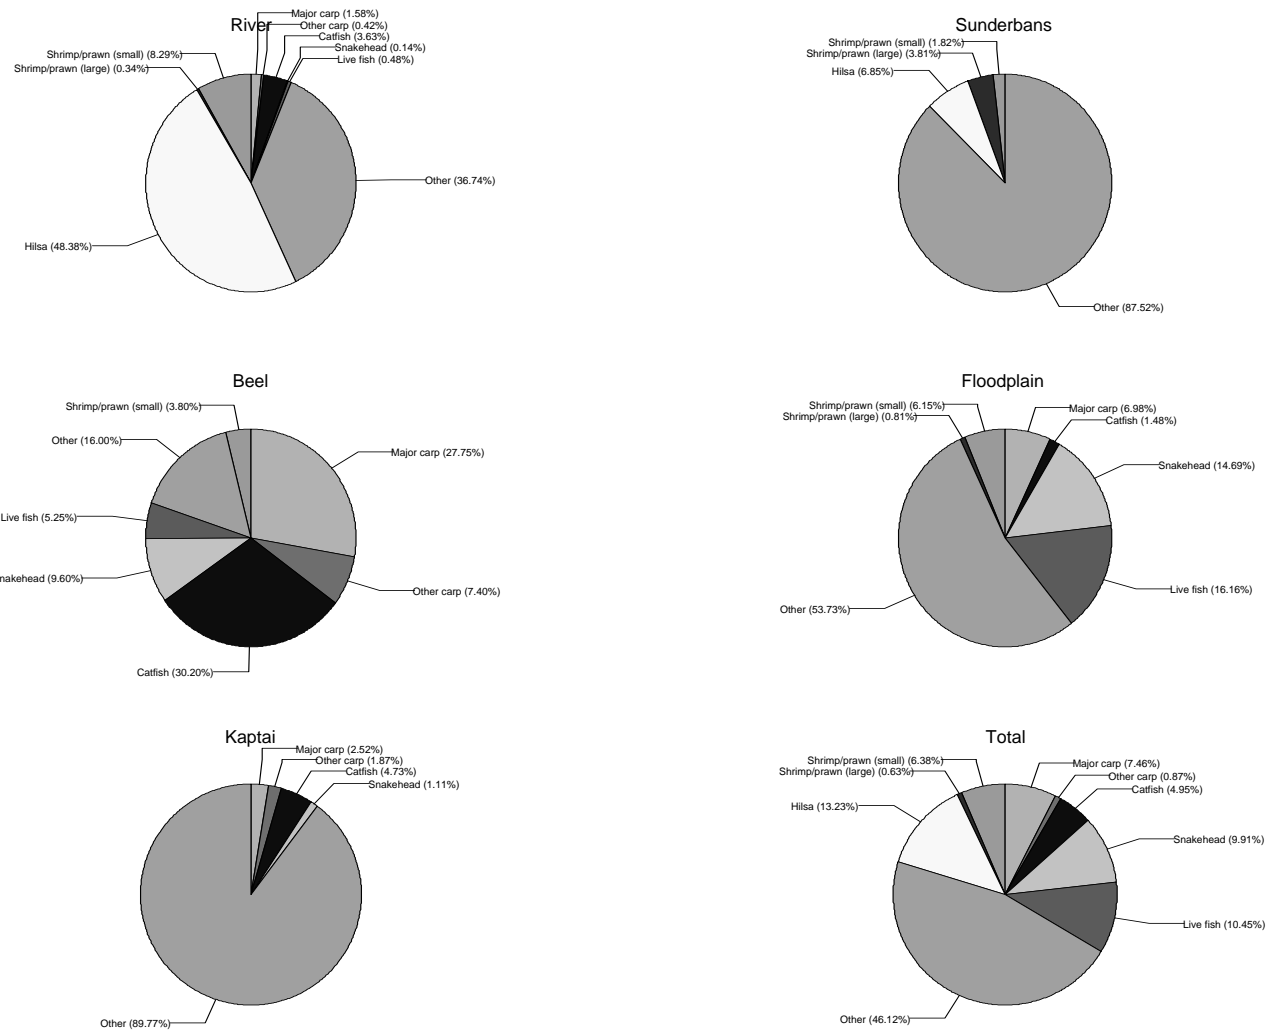 River
Major carp (1.58%)
Other carp (0.42%)
Catfish (3.63%)
Snakehead (0.14%)
Live fish (0.48%)
Shrimp/prawn (small) (8.29%)
Shrimp/prawn (large) (0.34%)
Other (36.74%)
Hilsa (48.38%)
Sunderbans
Shrimp/prawn (small) (1.82%)
Shrimp/prawn (large) (3.81%)
Hilsa (6.85%)
Other (87.52%)
Beel
Shrimp/prawn (small) (3.80%)
Other (16.00%)
Major carp (27.75%)
Live fish (5.25%)
nakehead (9.60%)
Other carp (7.40%)
Catfish (30.20%)
Floodplain
Shrimp/prawn (small) (6.15%)
Shrimp/prawn (large) (0.81%)
Major carp (6.98%)
Catfish (1.48%)
Snakehead (14.69%)
Live fish (16.16%)
Other (53.73%)
Kaptai
Major carp (2.52%)
Other carp (1.87%)
Catfish (4.73%)
Snakehead (1.11%)
Other (89.77%)
Total
Shrimp/prawn (small) (6.38%)
Shrimp/prawn (large) (0.63%)
Major carp (7.46%)
Other carp (0.87%)
Catfish (4.95%)
Hilsa (13.23%)
Snakehead (9.91%)
Live fish (10.45%)
Other (46.12%)